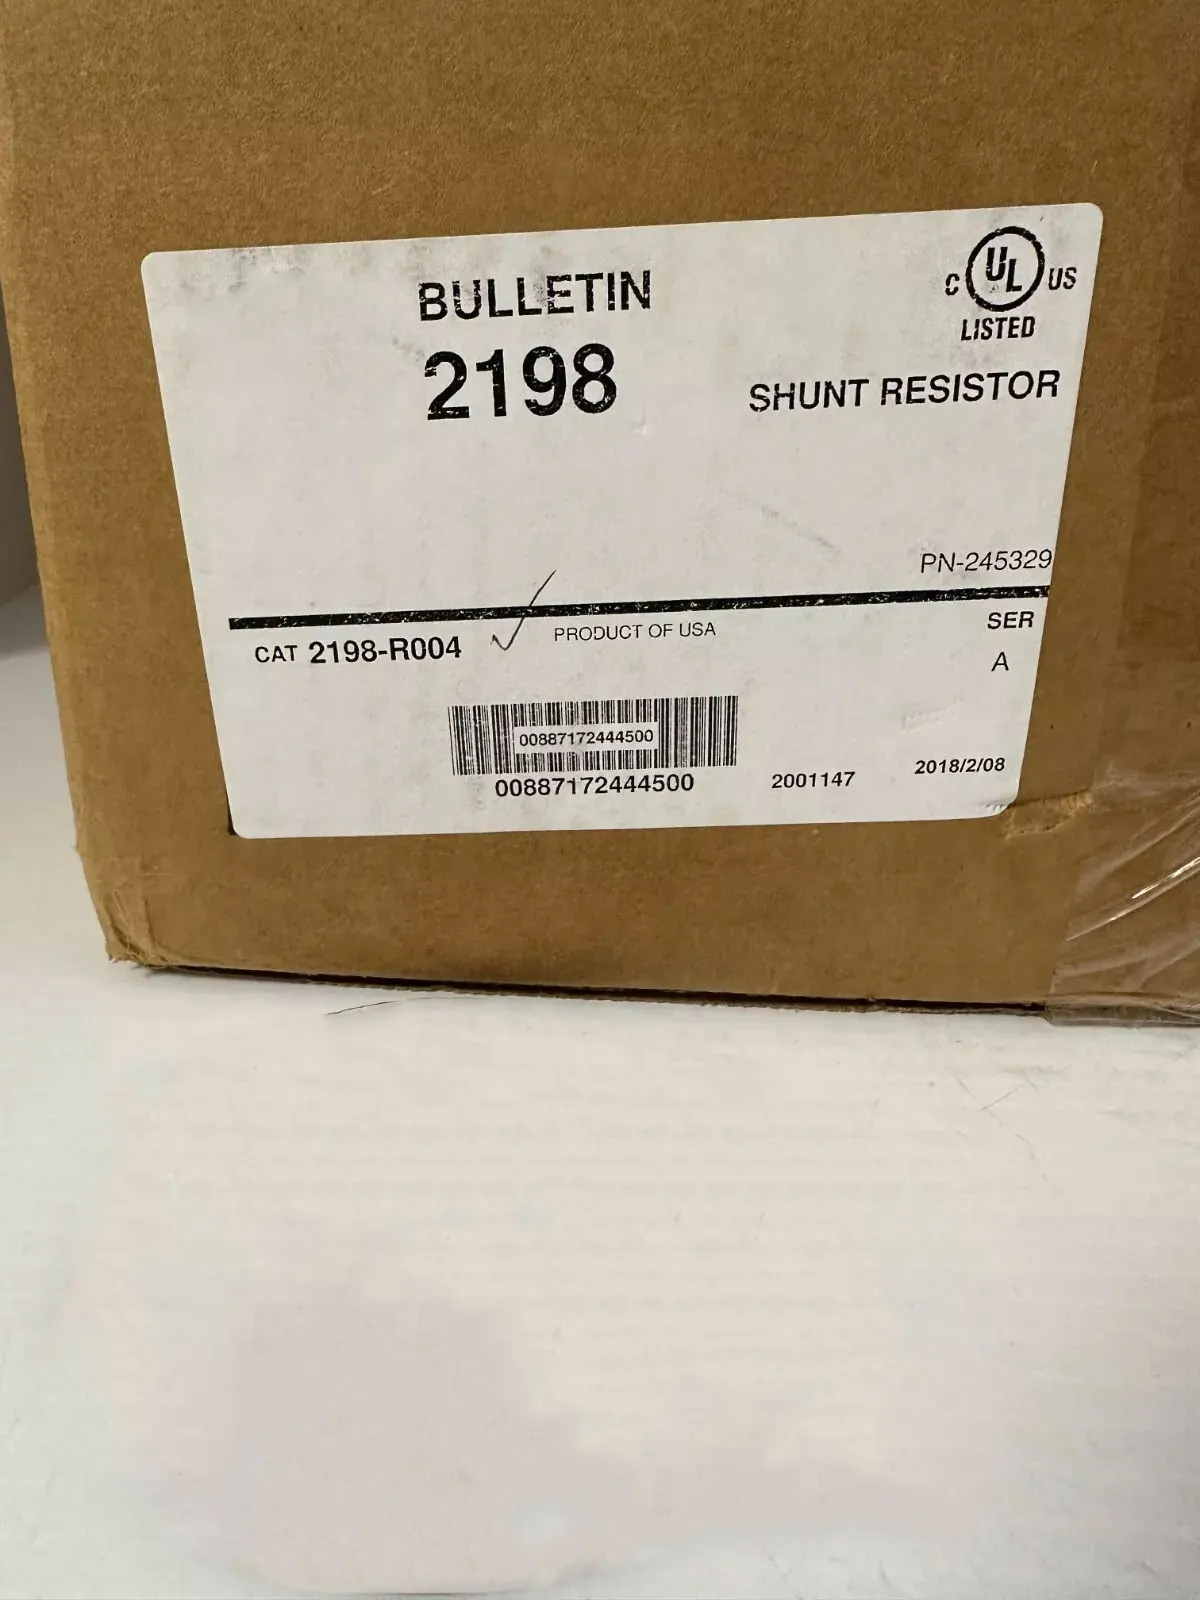 BULLETIN
2198
C UL US
LISTED
SHUNT RESISTOR
PN-245329
CAT 2198-R004
PRODUCT OF USA
SER
A
00887172444500
00887172444500
2001147
2018/2/08